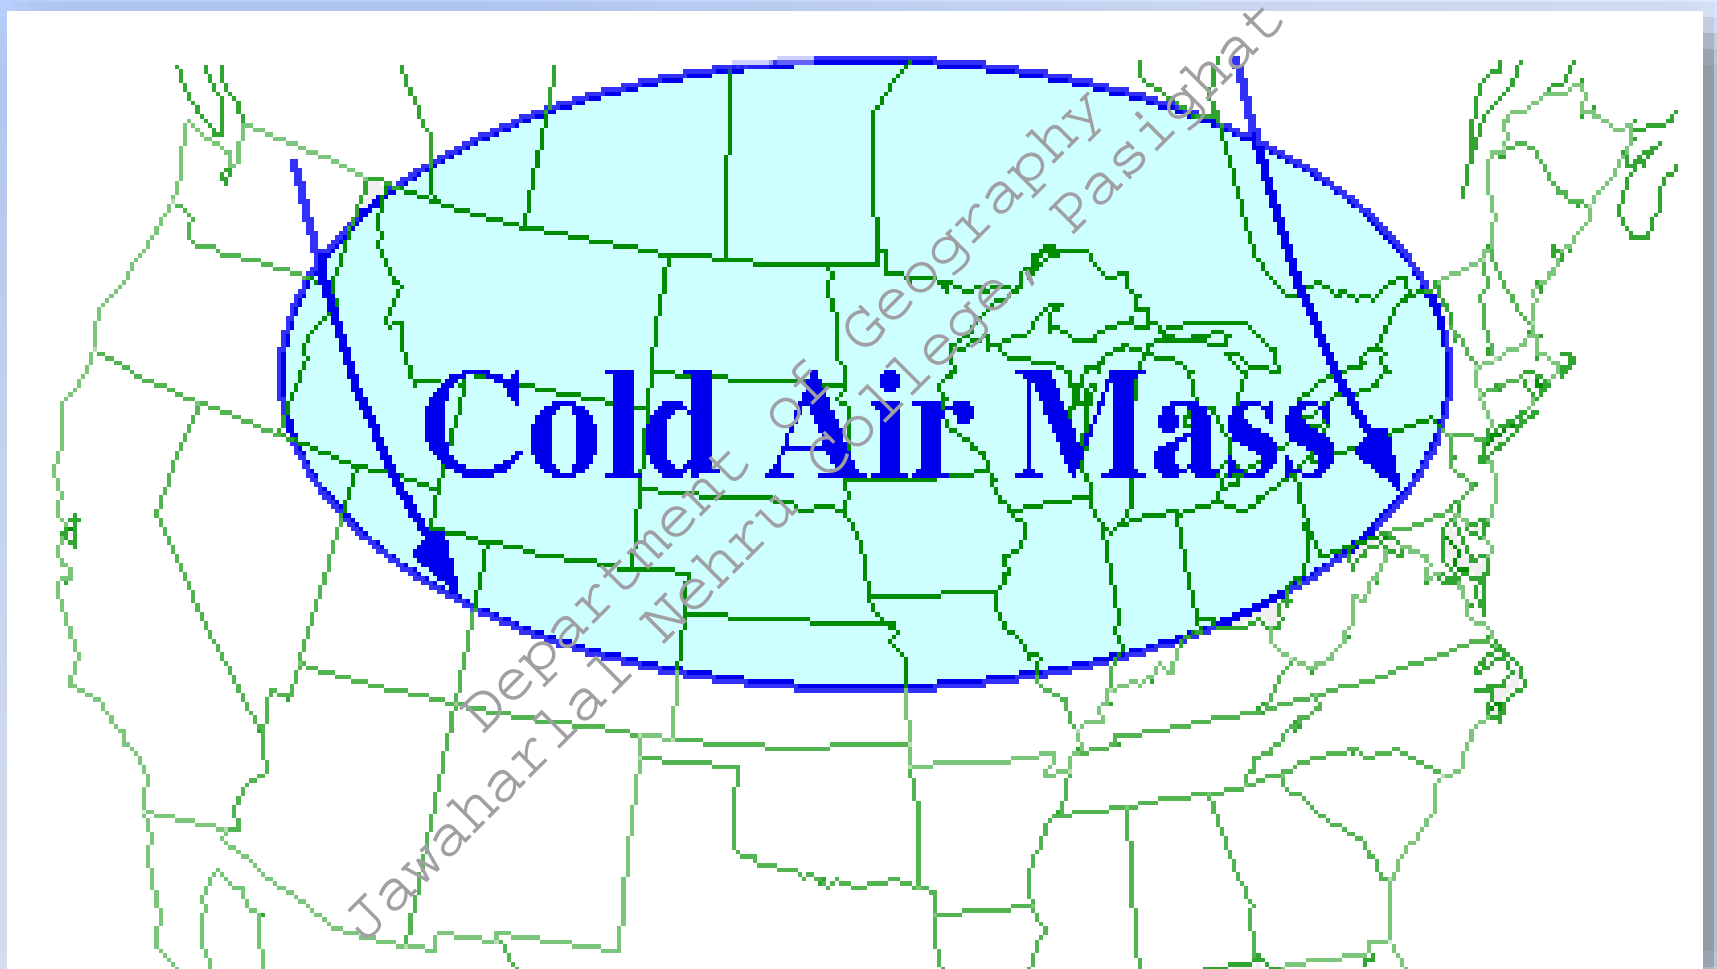 Cold Air Mass
Department of Geography
Jawaharlal Nehru College, Pasighat